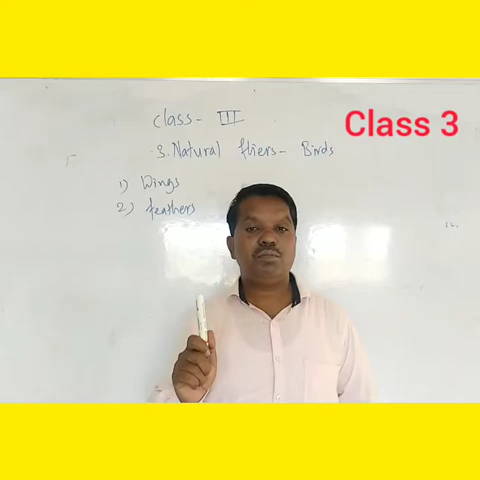 Class - III
Class 3
3. Natural fliers - Birds
1) Wings
2) feathers